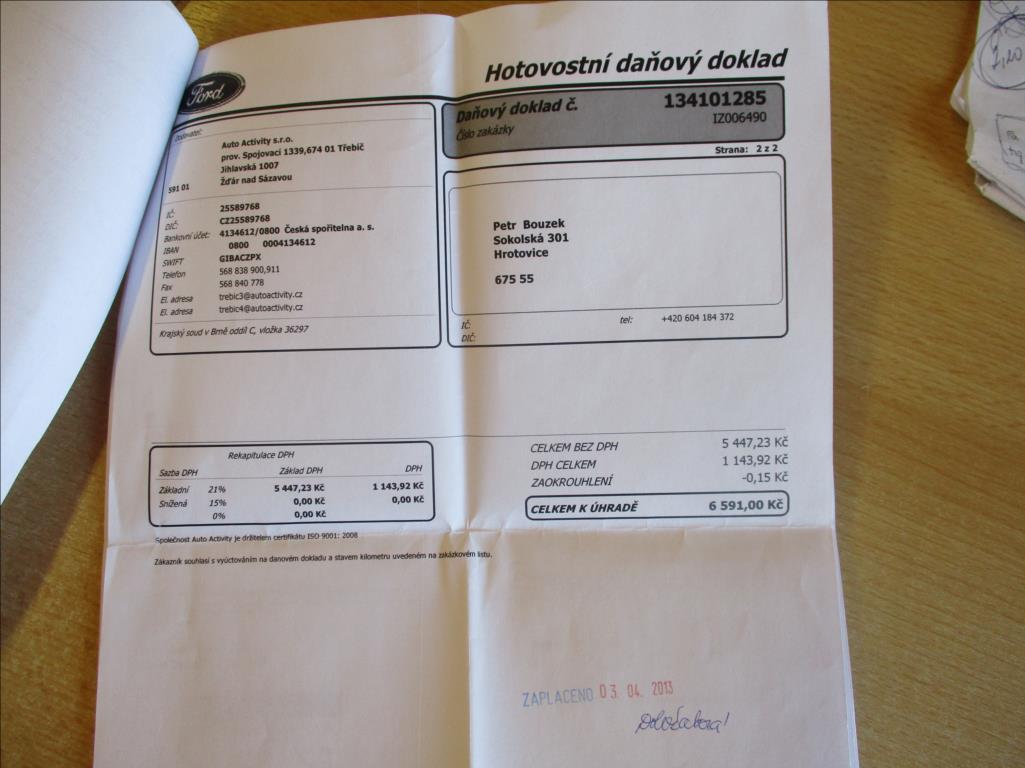 Hotovostní daňový doklad
Ford
Dodavatel:
Auto Activity s.r.o.
prov. Spojovací 1339,674 01 Třebíč
Jihlavská 1007
591 01 Žďár nad Sázavou
IČ: 25589768
DIČ: CZ25589768
Bankovní účet: 4134612/0800 Česká spořitelna a. s.
IBAN 0800 0004134612
SWIFT GIBACZPX
Telefon 568 838 900,911
Fax 568 840 778
El. adresa trebic3@autoactivity.cz
El. adresa trebic4@autoactivity.cz
Krajský soud v Brně oddíl C, vložka 36297
Daňový doklad č. 134101285
Číslo zakázky IZ006490
Strana: 2 z 2
Petr Bouzek
Sokolská 301
Hrotovice
675 55
IČ: tel: +420 604 184 372
DIČ:
Rekapitulace DPH
Sazba DPH Základ DPH DPH
Základní 21% 5 447,23 Kč 1 143,92 Kč
Snížená 15% 0,00 Kč 0,00 Kč
0% 0,00 Kč
CELKEM BEZ DPH 5 447,23 Kč
DPH CELKEM 1 143,92 Kč
ZAOKROUHLENÍ -0,15 Kč
CELKEM K ÚHRADĚ 6 591,00 Kč
Společnost Auto Activity je držitelem certifikátu ISO 9001: 2008
Zákazník souhlasí s vyúčtováním na danovém dokladu a stavem kilometru uvedeném na zakázkovém listu.
ZAPLACENO 03. 04. 2013